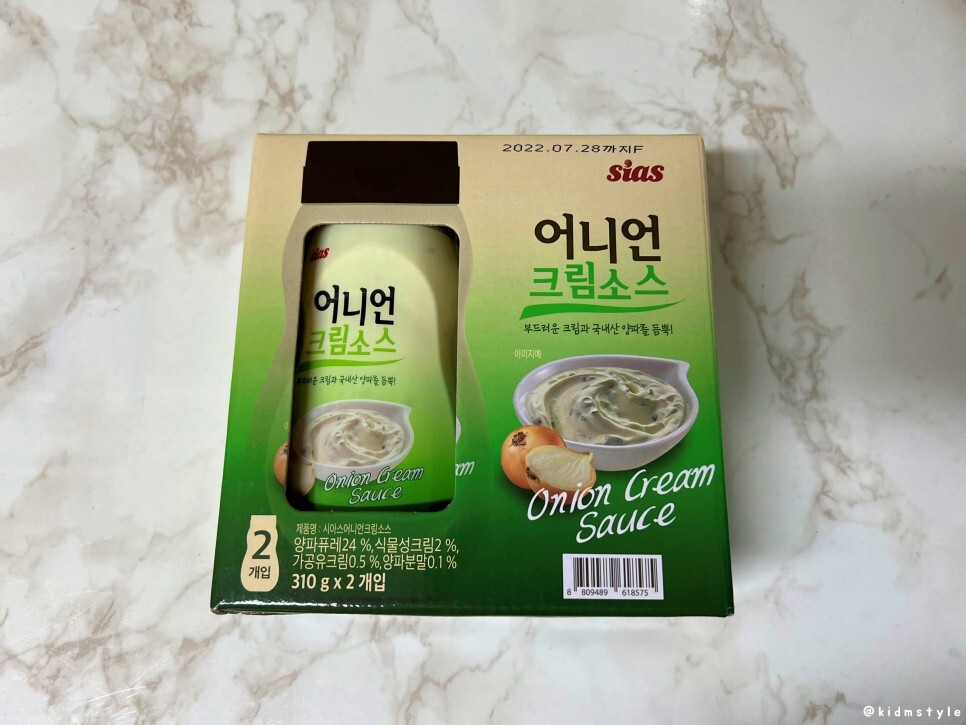 2022.07.28까지F
sias
어니언
크림소스
부드러운 크림과 국내산 양파를 듬뿍!
이미지예
Onion Cream
Sauce
8 809489 618575
sias
어니언
크림소스
부드러운 크림과 국내산 양파를 듬뿍!
Onion Cream
Sauce
am
2
개입
제품명 : 시아스어니언크림소스
양파퓨레24 %,식물성크림2 %,
가공유크림0.5 %,양파분말0.1 %
310 g x 2 개입
@kidmstyle